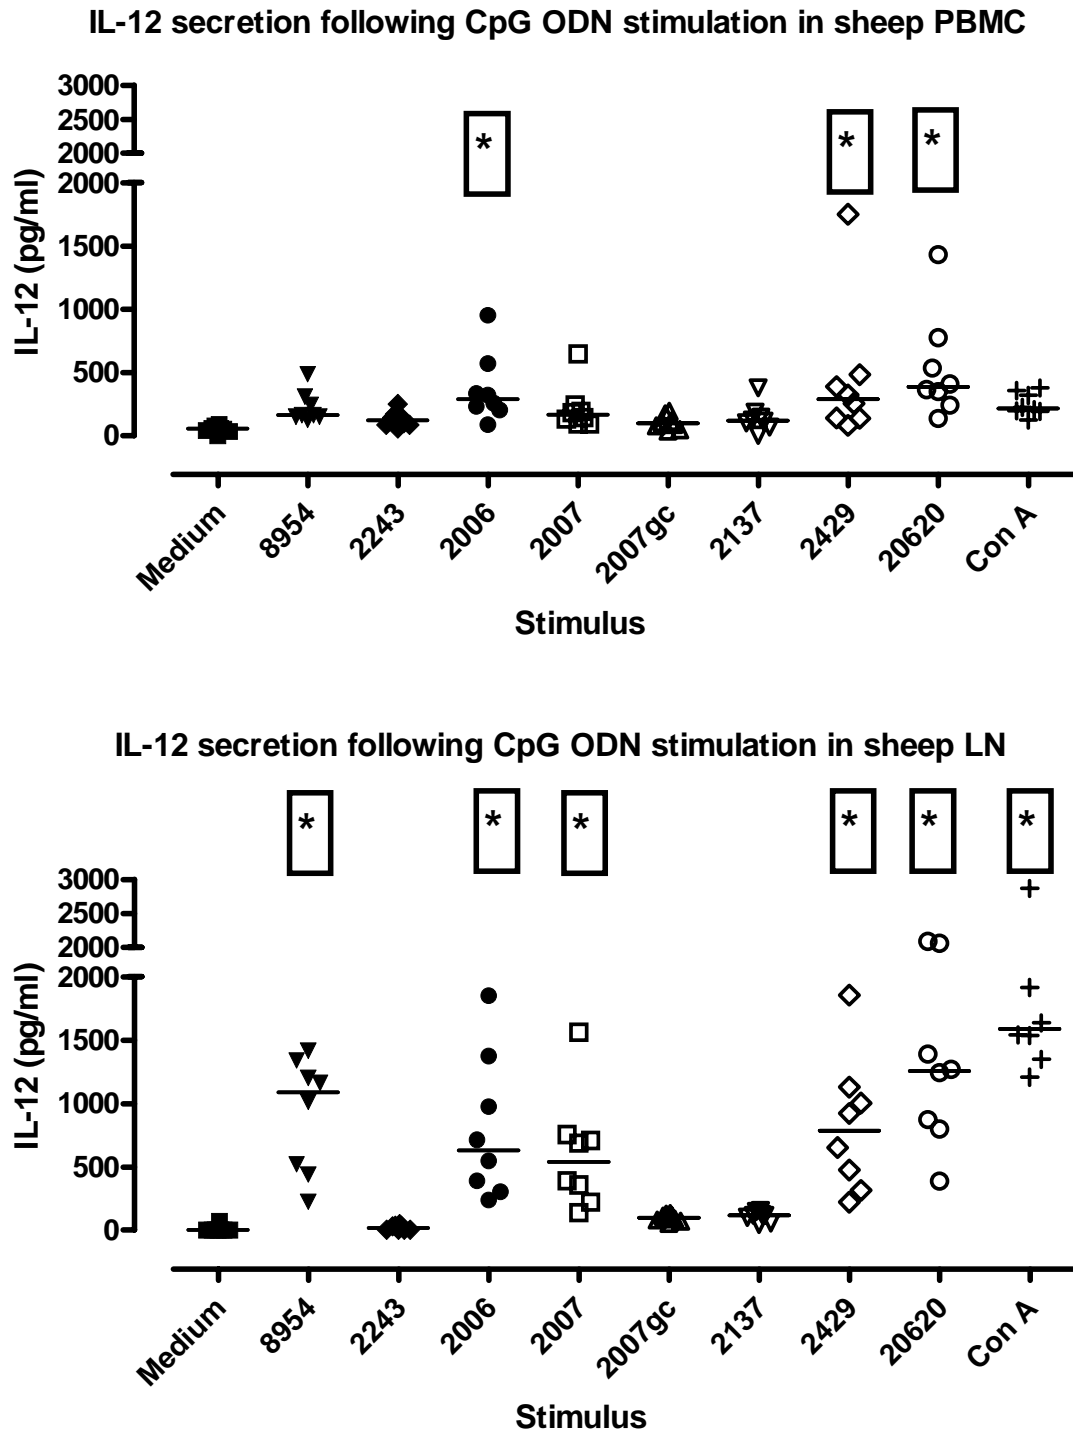 IL-12 secretion following CpG ODN stimulation in sheep PBMC
3000
2500
2000
2000
1500
1000
500
0
IL-12 (pg/ml)
* * *
Medium 8954 2243 2006 2007 2007gc 2137 2429 20620 Con A
Stimulus
IL-12 secretion following CpG ODN stimulation in sheep LN
* * * * * *
3000
2500
2000
2000
1500
1000
500
0
IL-12 (pg/ml)
Medium 8954 2243 2006 2007 2007gc 2137 2429 20620 Con A
Stimulus